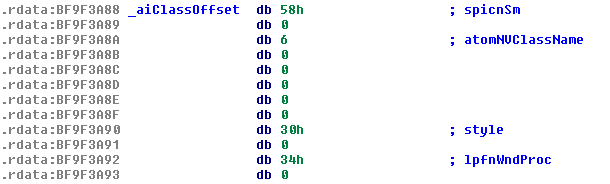 .rdata:BF9F3A88 _aiClassOffset db 58h ; spicnSm
.rdata:BF9F3A89 db 0
.rdata:BF9F3A8A db 6 ; atomNVClassName
.rdata:BF9F3A8B db 0
.rdata:BF9F3A8C db 0
.rdata:BF9F3A8D db 0
.rdata:BF9F3A8E db 0
.rdata:BF9F3A8F db 0
.rdata:BF9F3A90 db 30h ; style
.rdata:BF9F3A91 db 0
.rdata:BF9F3A92 db 34h ; lpfnWndProc
.rdata:BF9F3A93 db 0